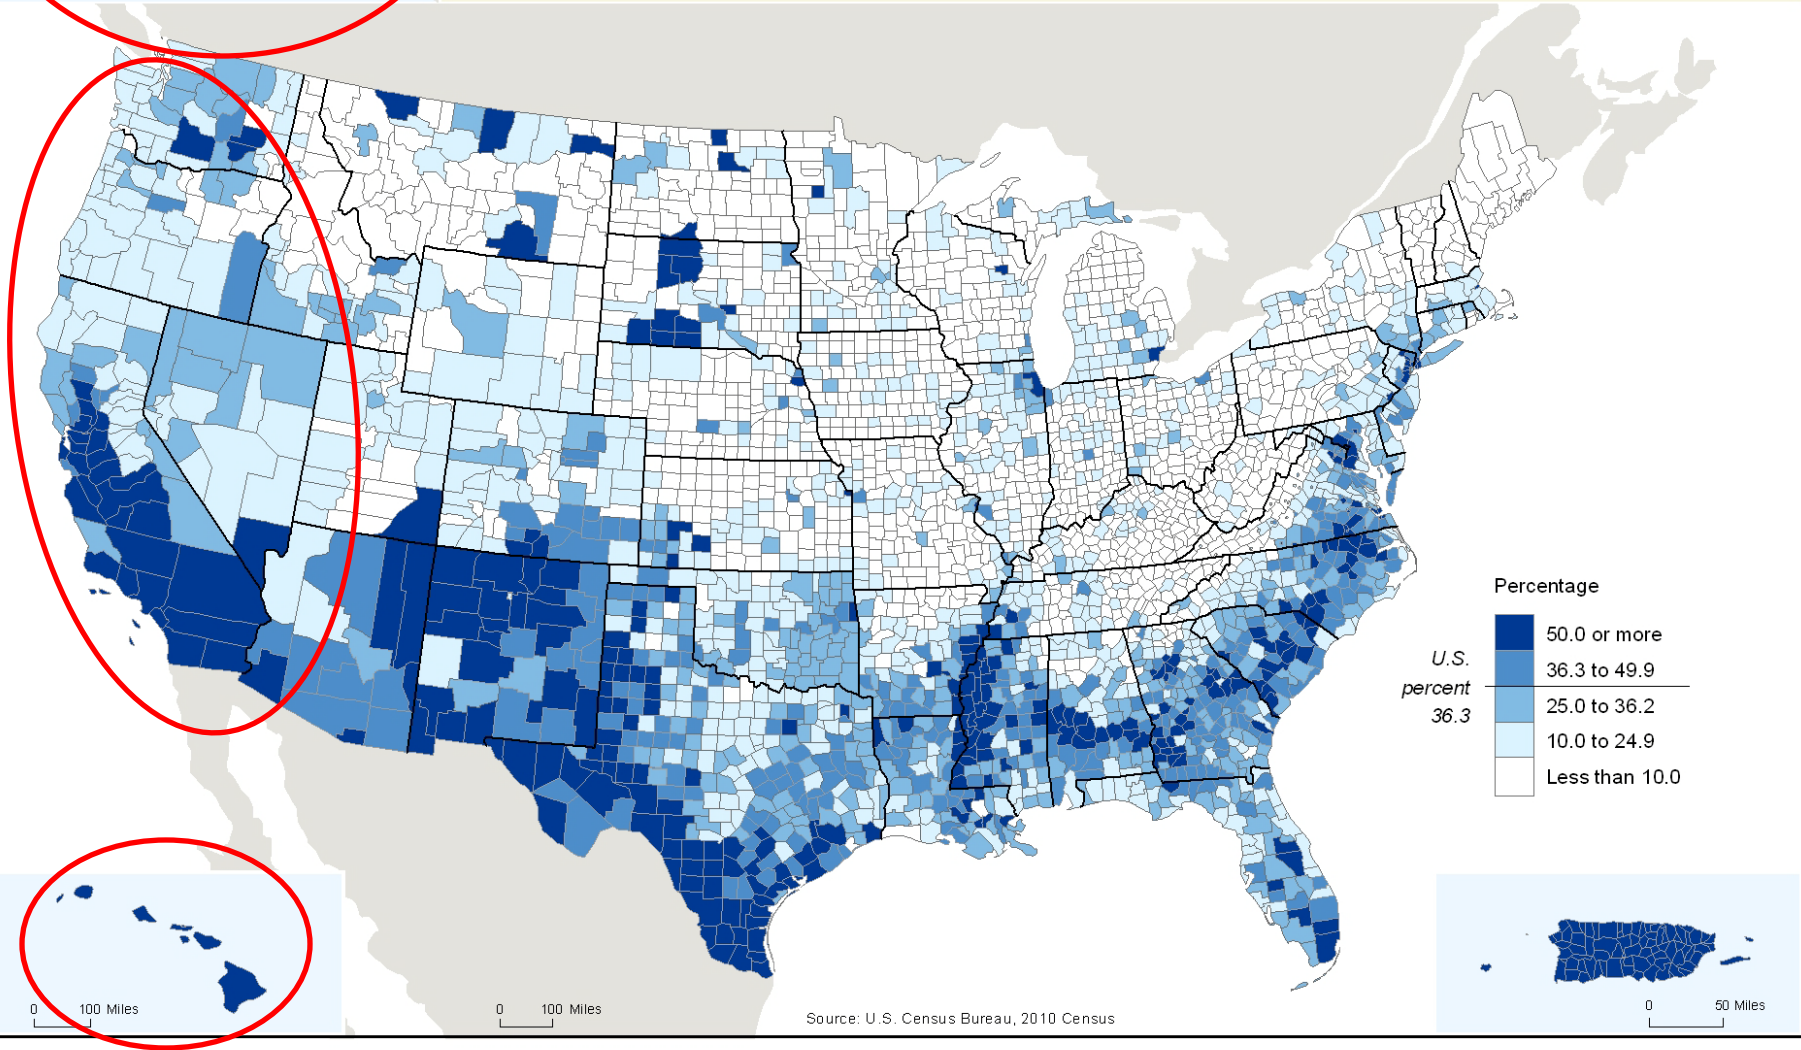 Percentage
50.0 or more
36.3 to 49.9
U.S.
percent
36.3
25.0 to 36.2
10.0 to 24.9
Less than 10.0
0 100 Miles
0 100 Miles
Source: U.S. Census Bureau, 2010 Census
0 50 Miles